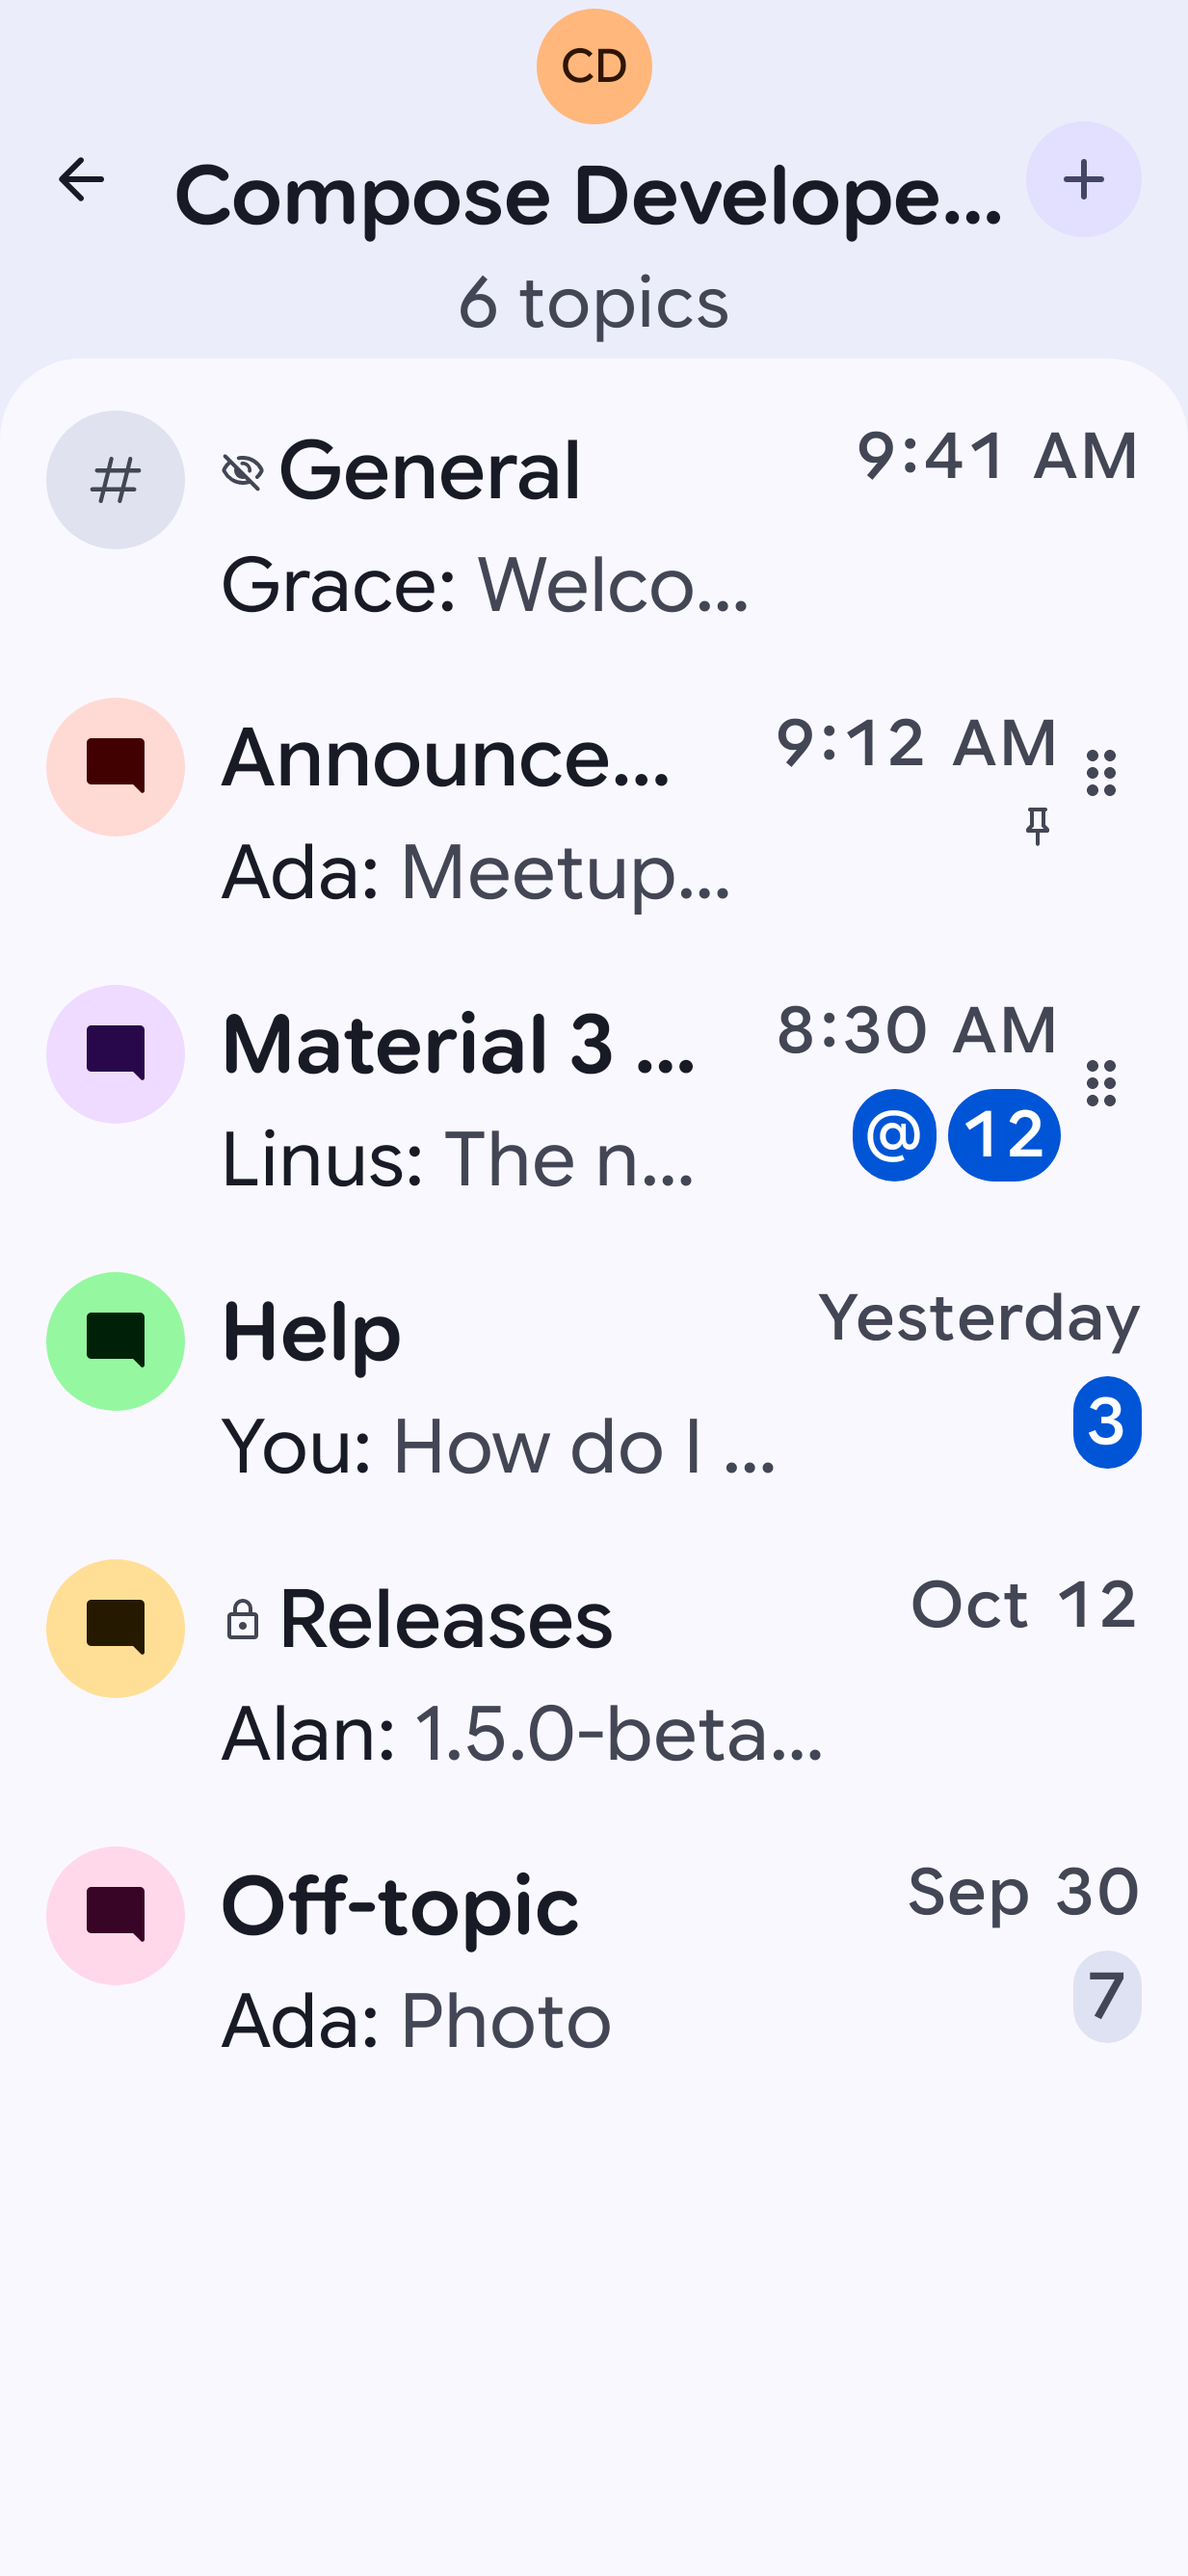 CD
Compose Develope...
6 topics
#
General
9:41 AM
Grace: Welco...
Announce...
9:12 AM
Ada: Meetup...
Material 3 ...
8:30 AM
Linus: The n...
@ 12
Help
Yesterday
You: How do I ...
3
Releases
Oct 12
Alan: 1.5.0-beta...
Off-topic
Sep 30
Ada: Photo
7